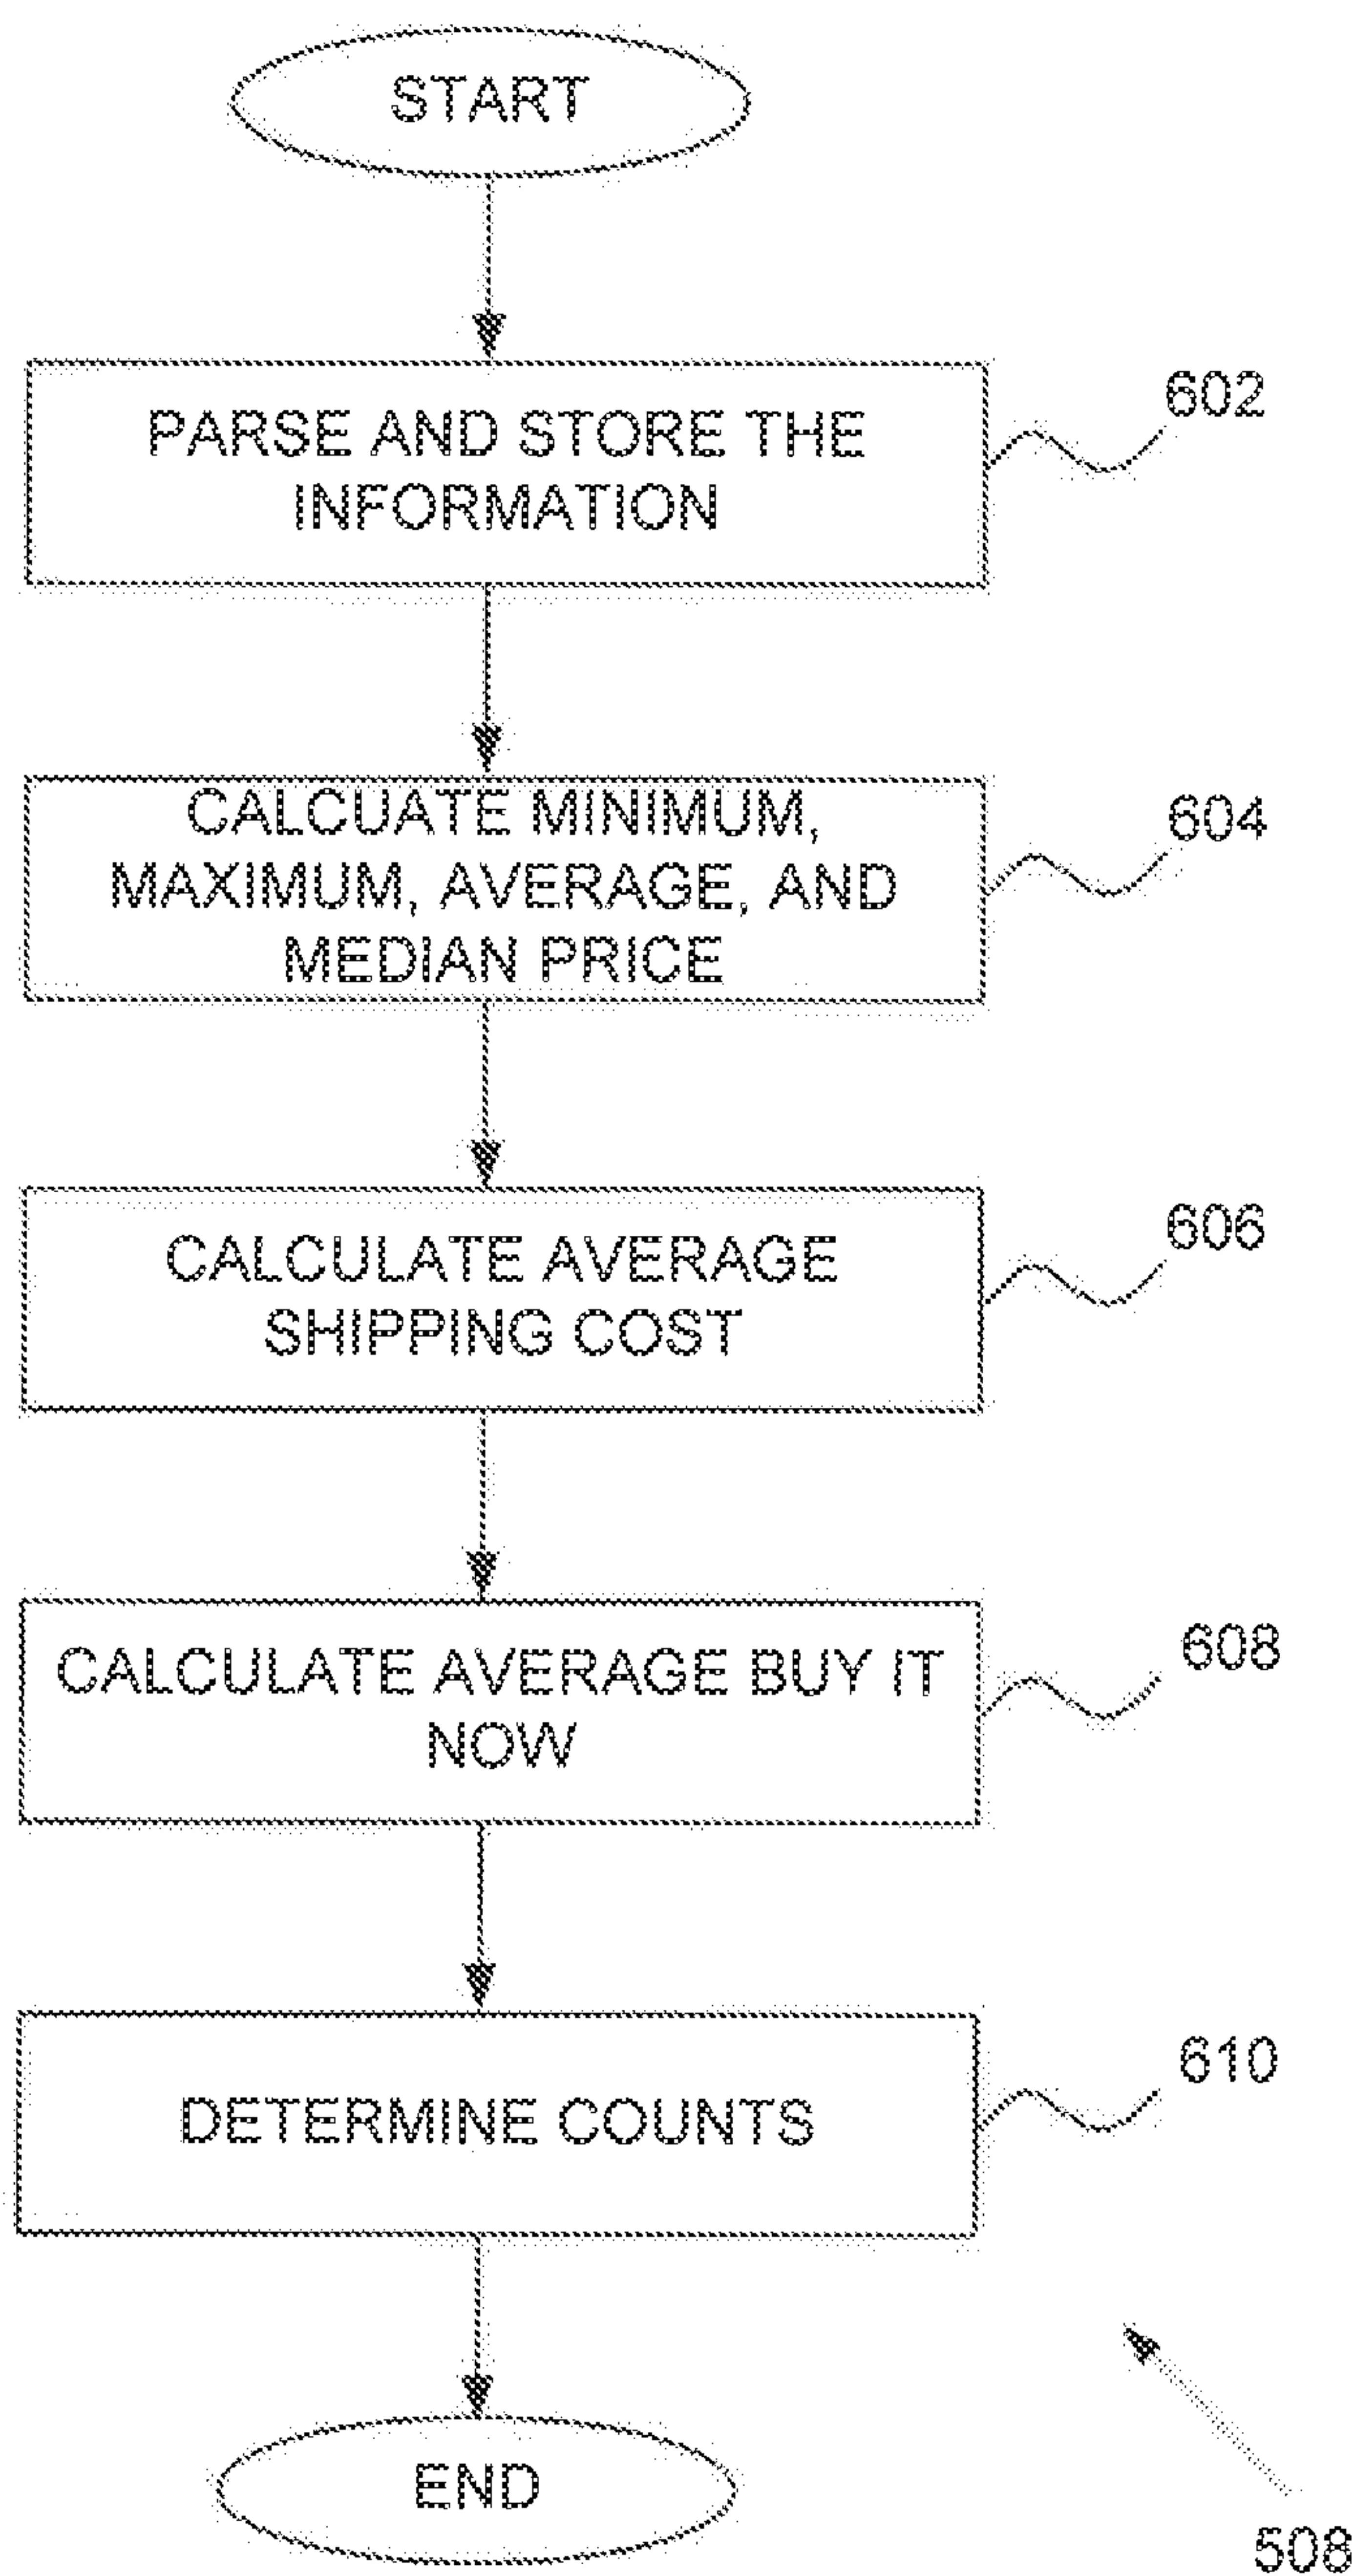 START
PARSE AND STORE THE
INFORMATION
602
CALCUATE MINIMUM,
MAXIMUM, AVERAGE, AND
MEDIAN PRICE
604
CALCULATE AVERAGE
SHIPPING COST
606
CALCULATE AVERAGE BUY IT
NOW
608
DETERMINE COUNTS
610
END
508